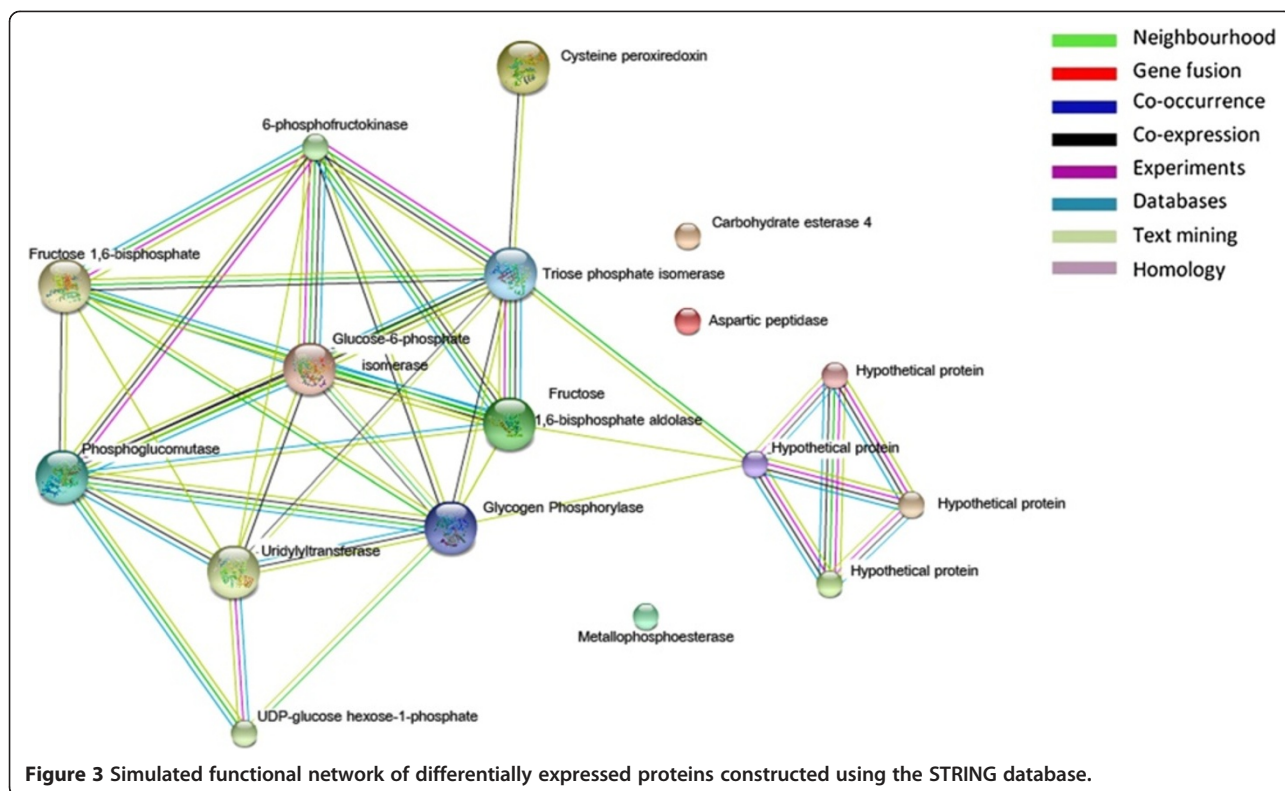 Cysteine peroxiredoxin
6-phosphofructokinase
Carbohydrate esterase 4
Fructose 1,6-bisphosphate
Triose phosphate isomerase
Aspartic peptidase
Glucose-6-phosphate
isomerase
Hypothetical protein
Fructose
1,6-bisphosphate aldolase
Phosphoglucomutase
Hypothetical protein
Hypothetical protein
Glycogen Phosphorylase
Uridylyltransferase
Hypothetical protein
Metallophosphoesterase
UDP-glucose hexose-1-phosphate
Neighbourhood
Gene fusion
Co-occurrence
Co-expression
Experiments
Databases
Text mining
Homology
Figure 3 Simulated functional network of differentially expressed proteins constructed using the STRING database.